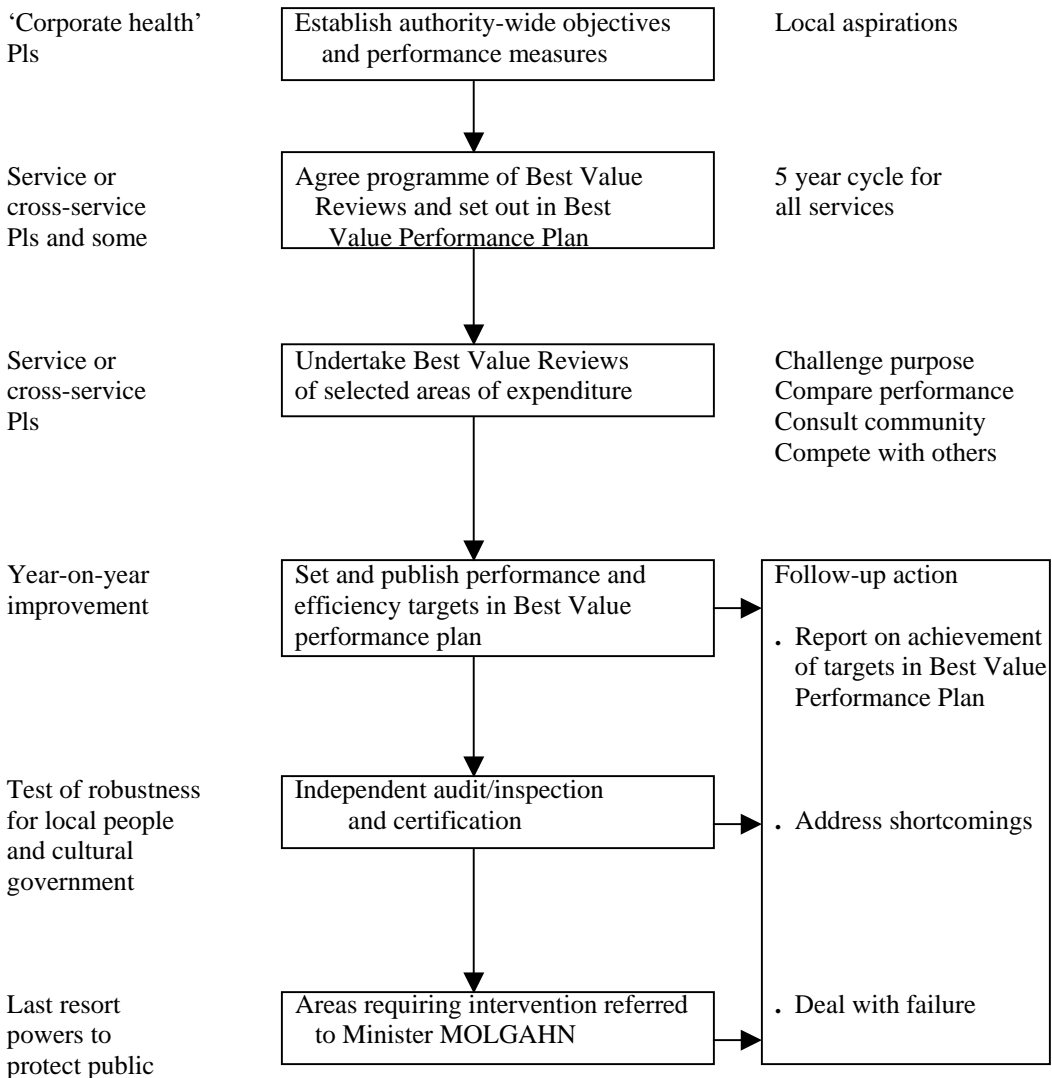 ‘Corporate health’
Pls
Establish authority-wide objectives
and performance measures
Local aspirations
Service or
cross-service
Pls and some
Agree programme of Best Value
Reviews and set out in Best
Value Performance Plan
5 year cycle for
all services
Service or
cross-service
Pls
Undertake Best Value Reviews
of selected areas of expenditure
Challenge purpose
Compare performance
Consult community
Compete with others
Year-on-year
improvement
Set and publish performance and
efficiency targets in Best Value
performance plan
Follow-up action
. Report on achievement
of targets in Best Value
Performance Plan
Test of robustness
for local people
and cultural
government
Independent audit/inspection
and certification
. Address shortcomings
Last resort
powers to
protect public
Areas requiring intervention referred
to Minister MOLGAHN
. Deal with failure